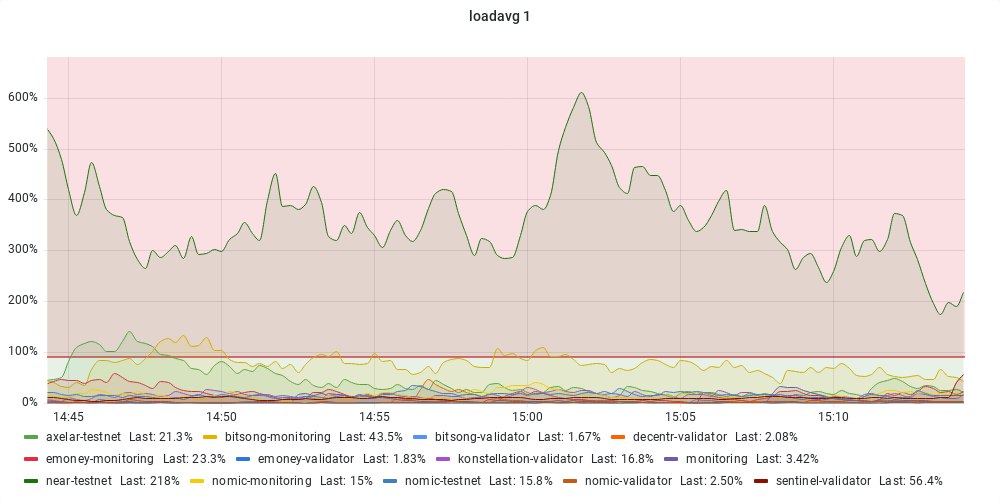 loadavg 1
600%
500%
400%
300%
200%
100%
0%
14:45 14:50 14:55 15:00 15:05 15:10
axelar-testnet Last: 21.3% bitsong-monitoring Last: 43.5% bitsong-validator Last: 1.67% decentr-validator Last: 2.08%
emoney-monitoring Last: 23.3% emoney-validator Last: 1.83% konstellation-validator Last: 16.8% monitoring Last: 3.42%
near-testnet Last: 218% nomic-monitoring Last: 15% nomic-testnet Last: 15.8% nomic-validator Last: 2.50% sentinel-validator Last: 56.4%